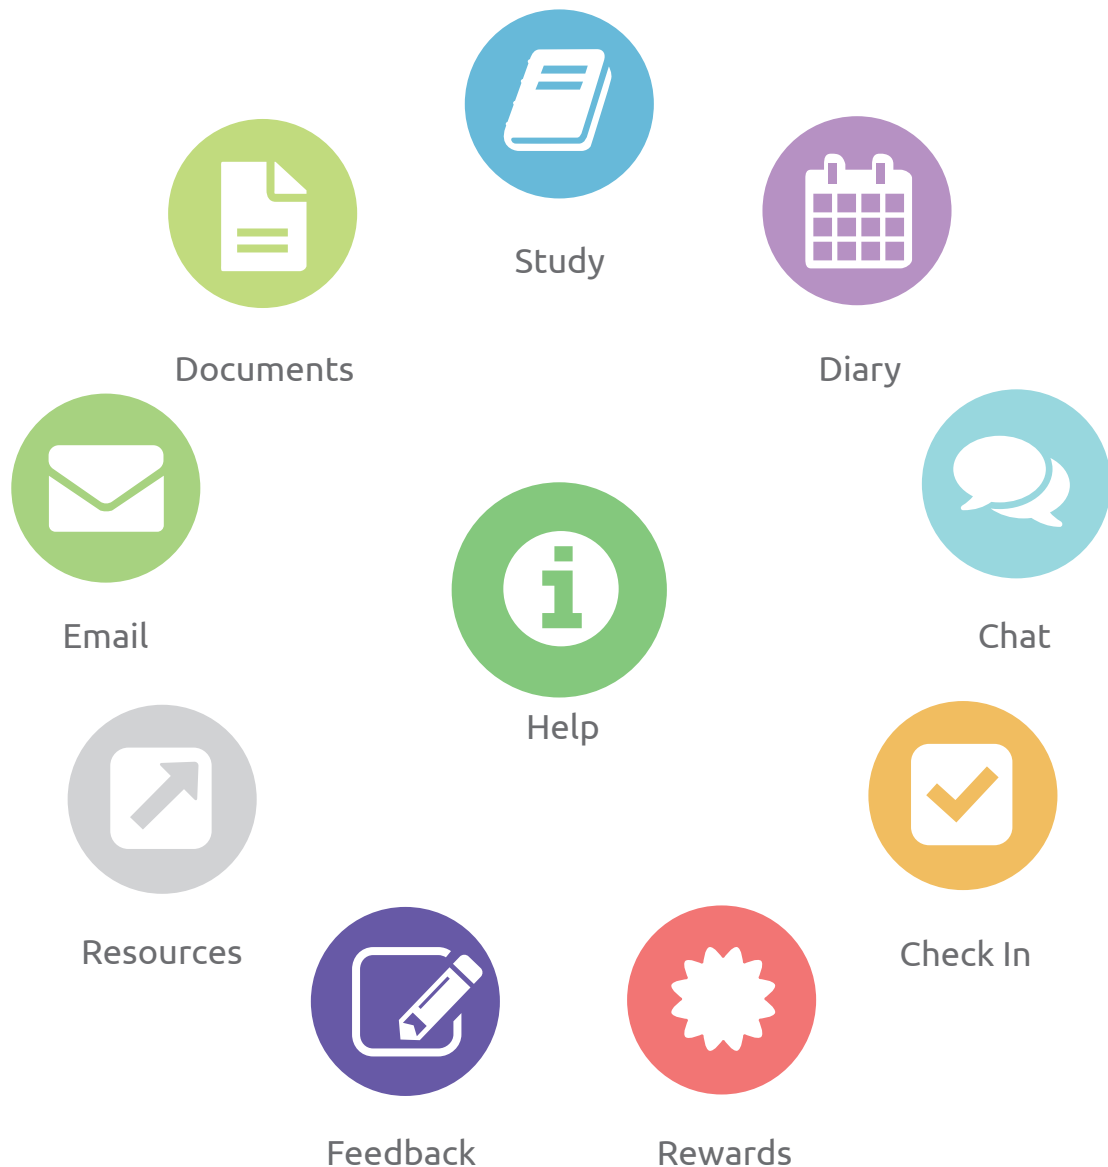 Study
Documents
Diary
Email
Chat
Help
Resources
Check In
Feedback
Rewards